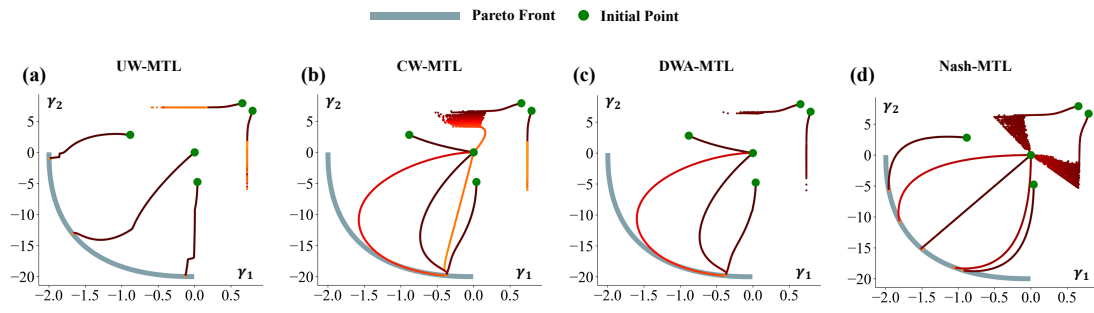 Pareto Front Initial Point
(a) UW-MTL (b) CW-MTL (c) DWA-MTL (d) Nash-MTL
γ₂ γ₂ γ₂ γ₂
5 5 5 5
0 0 0 0
−5 −5 −5 −5
−10 −10 −10 −10
−15 −15 −15 −15
−20 −20 −20 −20
γ₁ γ₁ γ₁ γ₁
−2.0 −1.5 −1.0 −0.5 0.0 0.5 −2.0 −1.5 −1.0 −0.5 0.0 0.5 −2.0 −1.5 −1.0 −0.5 0.0 0.5 −2.0 −1.5 −1.0 −0.5 0.0 0.5